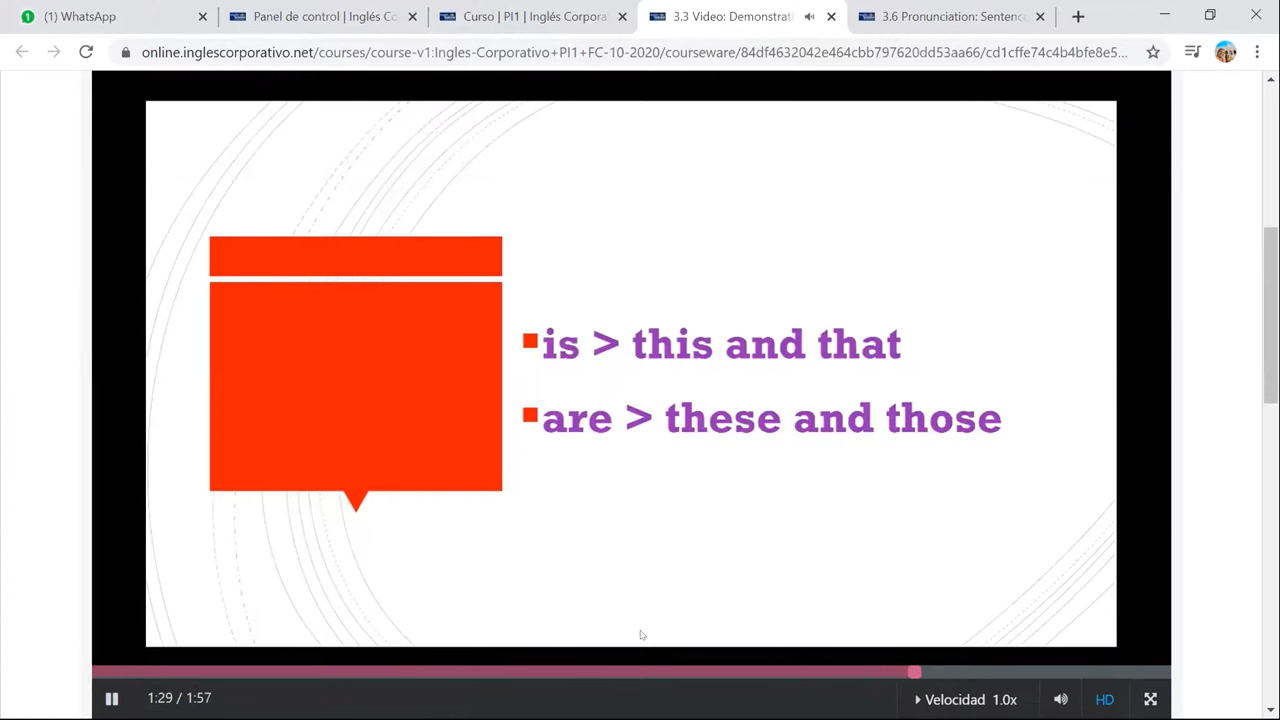 1
(1) WhatsApp
Panel de control | Inglés Co
Curso | PI1 | Inglés Corpora
3.3 Video: Demonstrati
3.6 Pronunciation: Sentenc
online.inglescorporativo.net/courses/course-v1:Ingles-Corporativo+PI1+FC-10-2020/courseware/84df4632042e464cbb797620dd53aa66/cd1cffe74c4b4bfe8e5...
is > this and that
are > these and those
1:29 / 1:57
Velocidad 1.0x
HD